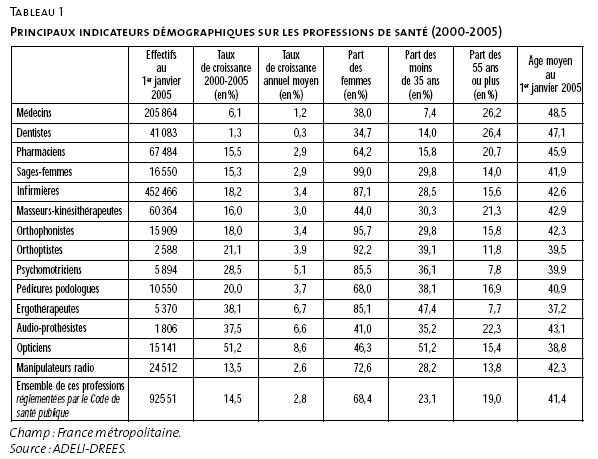 TABLEAU 1
PRINCIPAUX INDICATEURS DÉMOGRAPHIQUES SUR LES PROFESSIONS DE SANTÉ (2000-2005)
Effectifs au 1er janvier 2005 | Taux de croissance 2000-2005 (en %) | Taux de croissance annuel moyen (en %) | Part des femmes (en %) | Part des moins de 35 ans (en %) | Part des 55 ans ou plus (en %) | Age moyen au 1er janvier 2005
Médecins 205 864 6,1 1,2 38,0 7,4 26,2 48,5
Dentistes 41 083 1,3 0,3 34,7 14,0 26,4 47,1
Pharmaciens 67 484 15,5 2,9 64,2 15,8 20,7 45,9
Sages-femmes 16 550 15,3 2,9 99,0 29,8 14,0 41,9
Infirmières 452 466 18,2 3,4 87,1 28,5 15,6 42,6
Masseurs-kinésithérapeutes 60 364 16,0 3,0 44,0 30,3 21,3 42,9
Orthophonistes 15 909 18,0 3,4 95,7 29,8 15,8 42,3
Orthoptistes 2 588 21,1 3,9 92,2 39,1 11,8 39,5
Psychomotriciens 5 894 28,5 5,1 85,5 36,1 7,8 39,9
Pédicures podologues 10 550 20,0 3,7 68,0 38,1 16,9 40,9
Ergothérapeutes 5 370 38,1 6,7 85,1 47,4 7,7 37,2
Audio-prothésistes 1 806 37,5 6,6 41,0 35,2 22,3 43,1
Opticiens 15 141 51,2 8,6 46,3 51,2 15,4 38,8
Manipulateurs radio 24 512 13,5 2,6 72,6 28,2 13,8 42,3
Ensemble de ces professions
réglementées par le Code de
santé publique
925 51 14,5 2,8 68,4 23,1 19,0 41,4
Champ : France métropolitaine.
Source : ADELI-DREES.